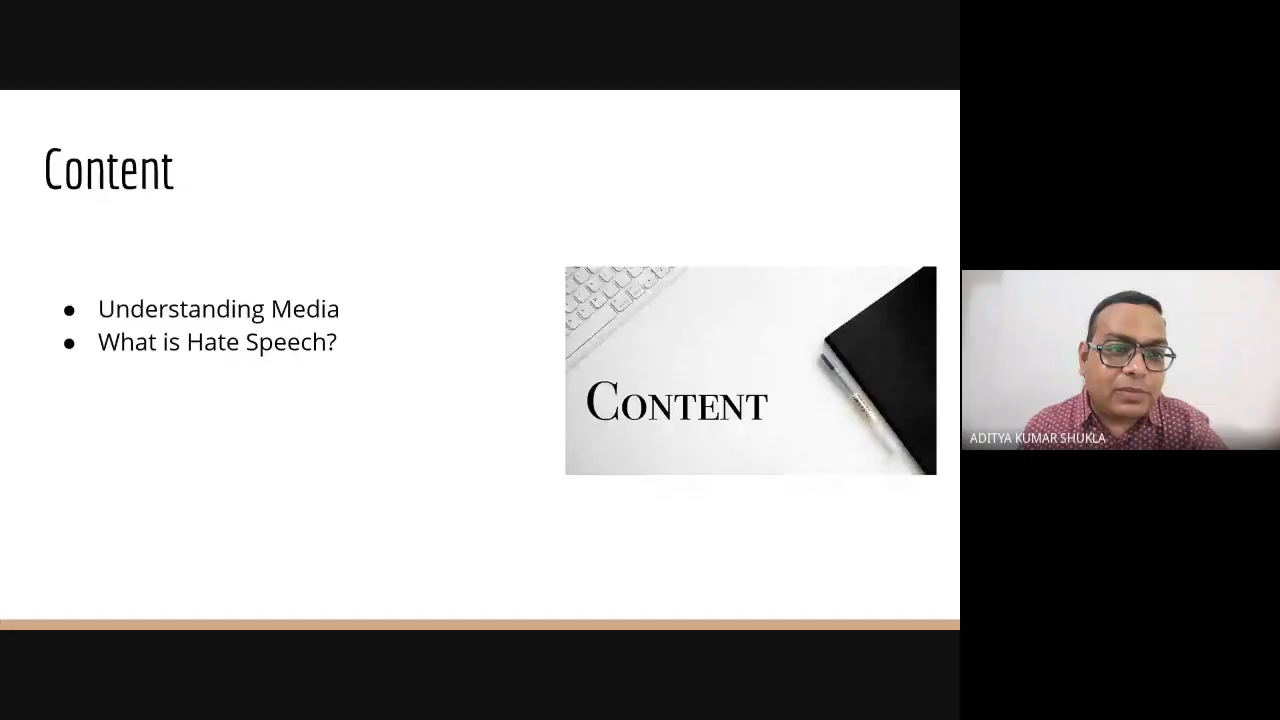 Content
● Understanding Media
● What is Hate Speech?
CONTENT
ADITYA KUMAR SHUKLA